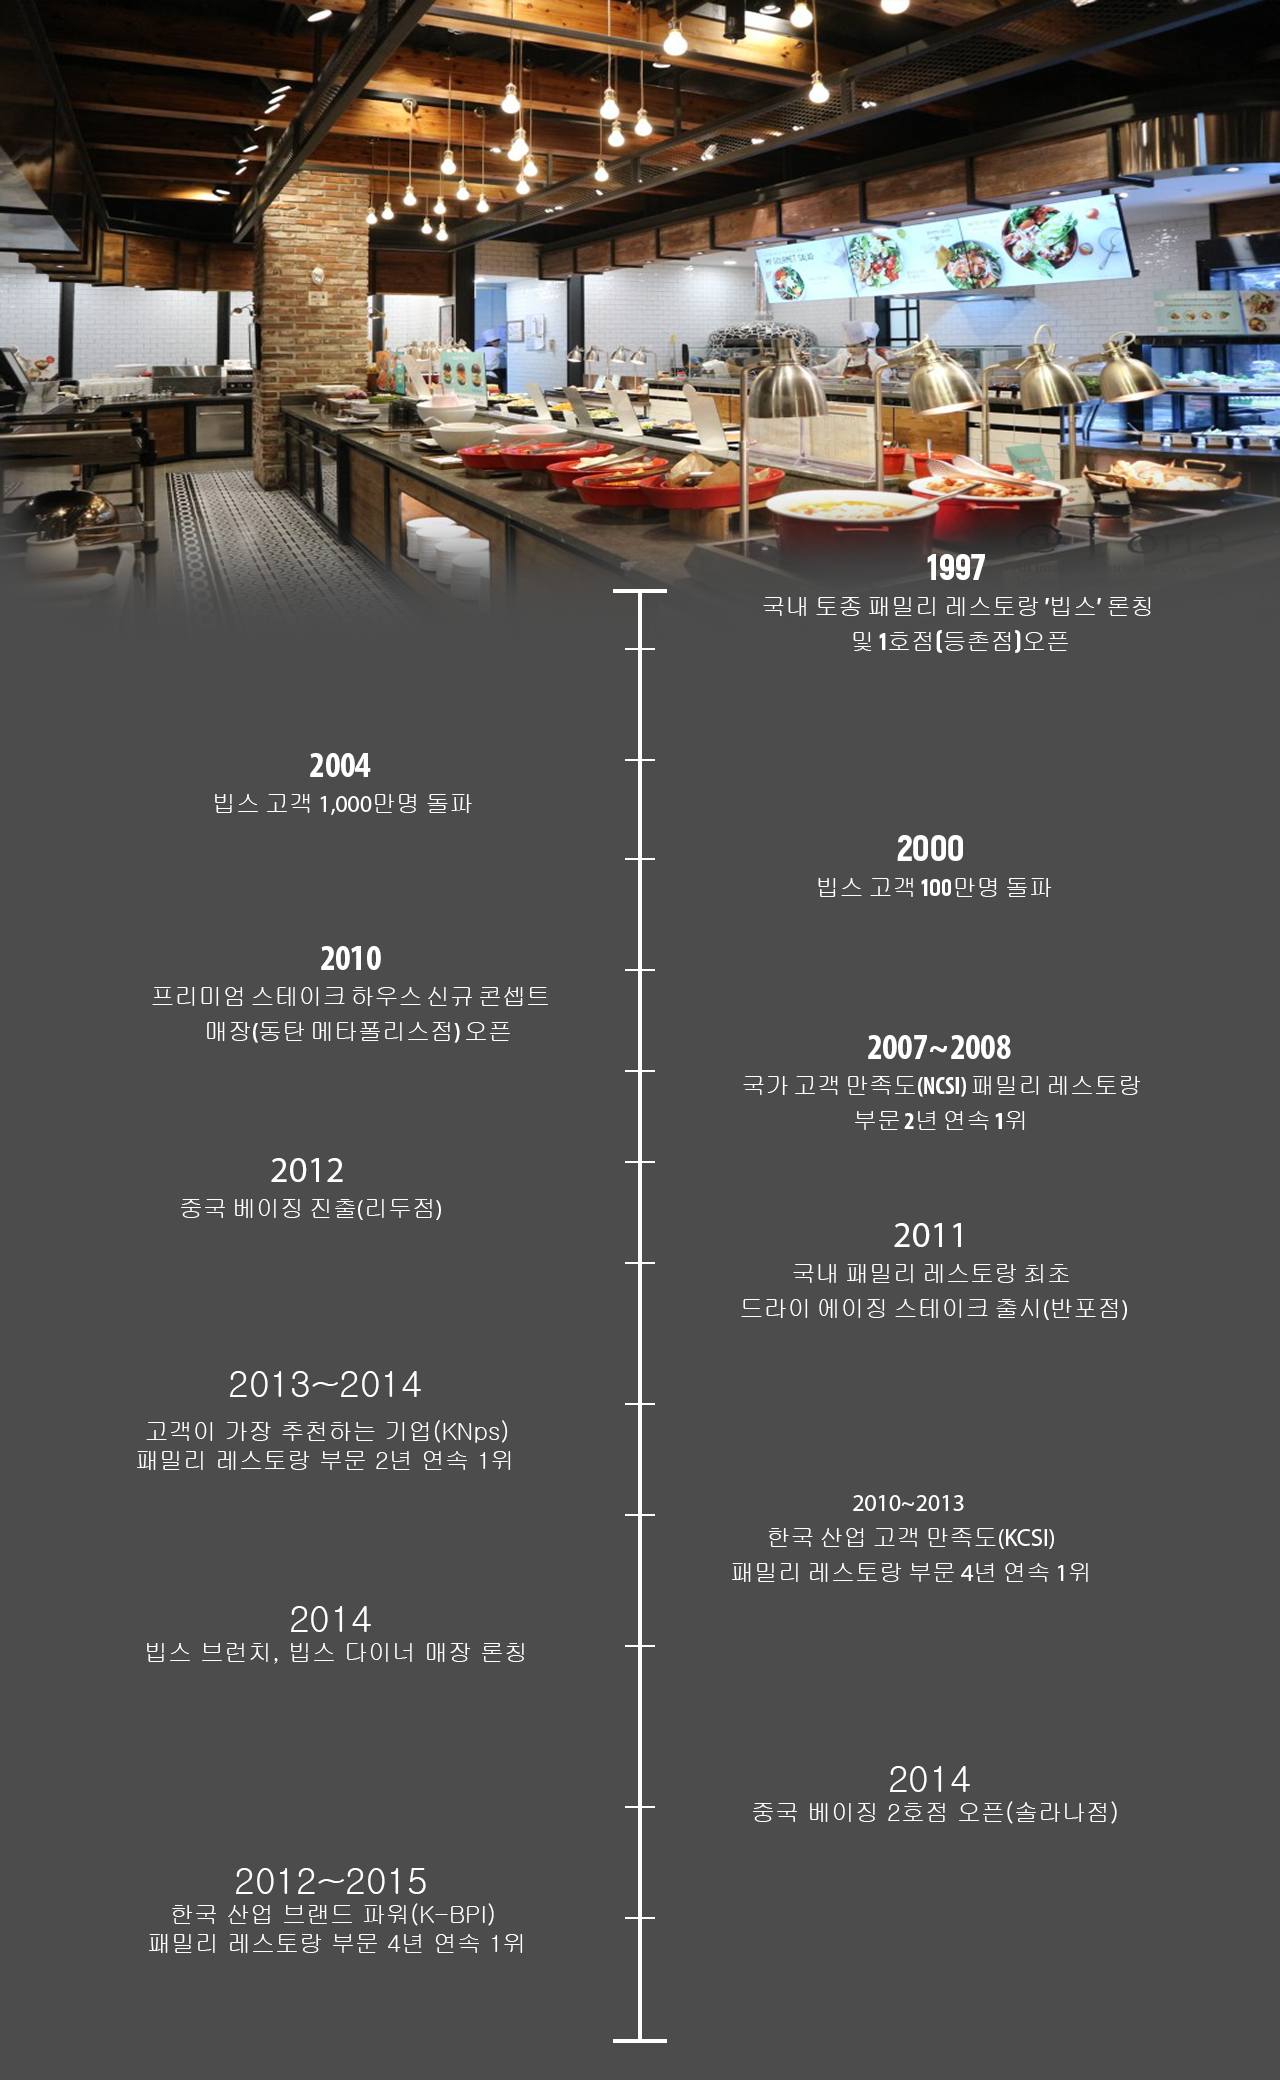 MY GOURMET SALAD
1997
국내 토종 패밀리 레스토랑 '빕스' 론칭
및 1호점(등촌점)오픈
2004
빕스 고객 1,000만명 돌파
2000
빕스 고객 100만명 돌파
2010
프리미엄 스테이크 하우스 신규 콘셉트
매장(동탄 메타폴리스점) 오픈
2007~2008
국가 고객 만족도(NCSI) 패밀리 레스토랑
부문 2년 연속 1위
2012
중국 베이징 진출(리두점)
2011
국내 패밀리 레스토랑 최초
드라이 에이징 스테이크 출시(반포점)
2013~2014
고객이 가장 추천하는 기업(KNps)
패밀리 레스토랑 부문 2년 연속 1위
2010~2013
한국 산업 고객 만족도(KCSI)
패밀리 레스토랑 부문 4년 연속 1위
2014
빕스 브런치, 빕스 다이너 매장 론칭
2014
중국 베이징 2호점 오픈(솔라나점)
2012~2015
한국 산업 브랜드 파워(K-BPI)
패밀리 레스토랑 부문 4년 연속 1위